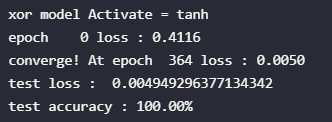 xor model Activate = tanh
epoch    0 loss : 0.4116
converge! At epoch  364 loss : 0.0050
test loss :  0.004949296377134342
test accuracy : 100.00%